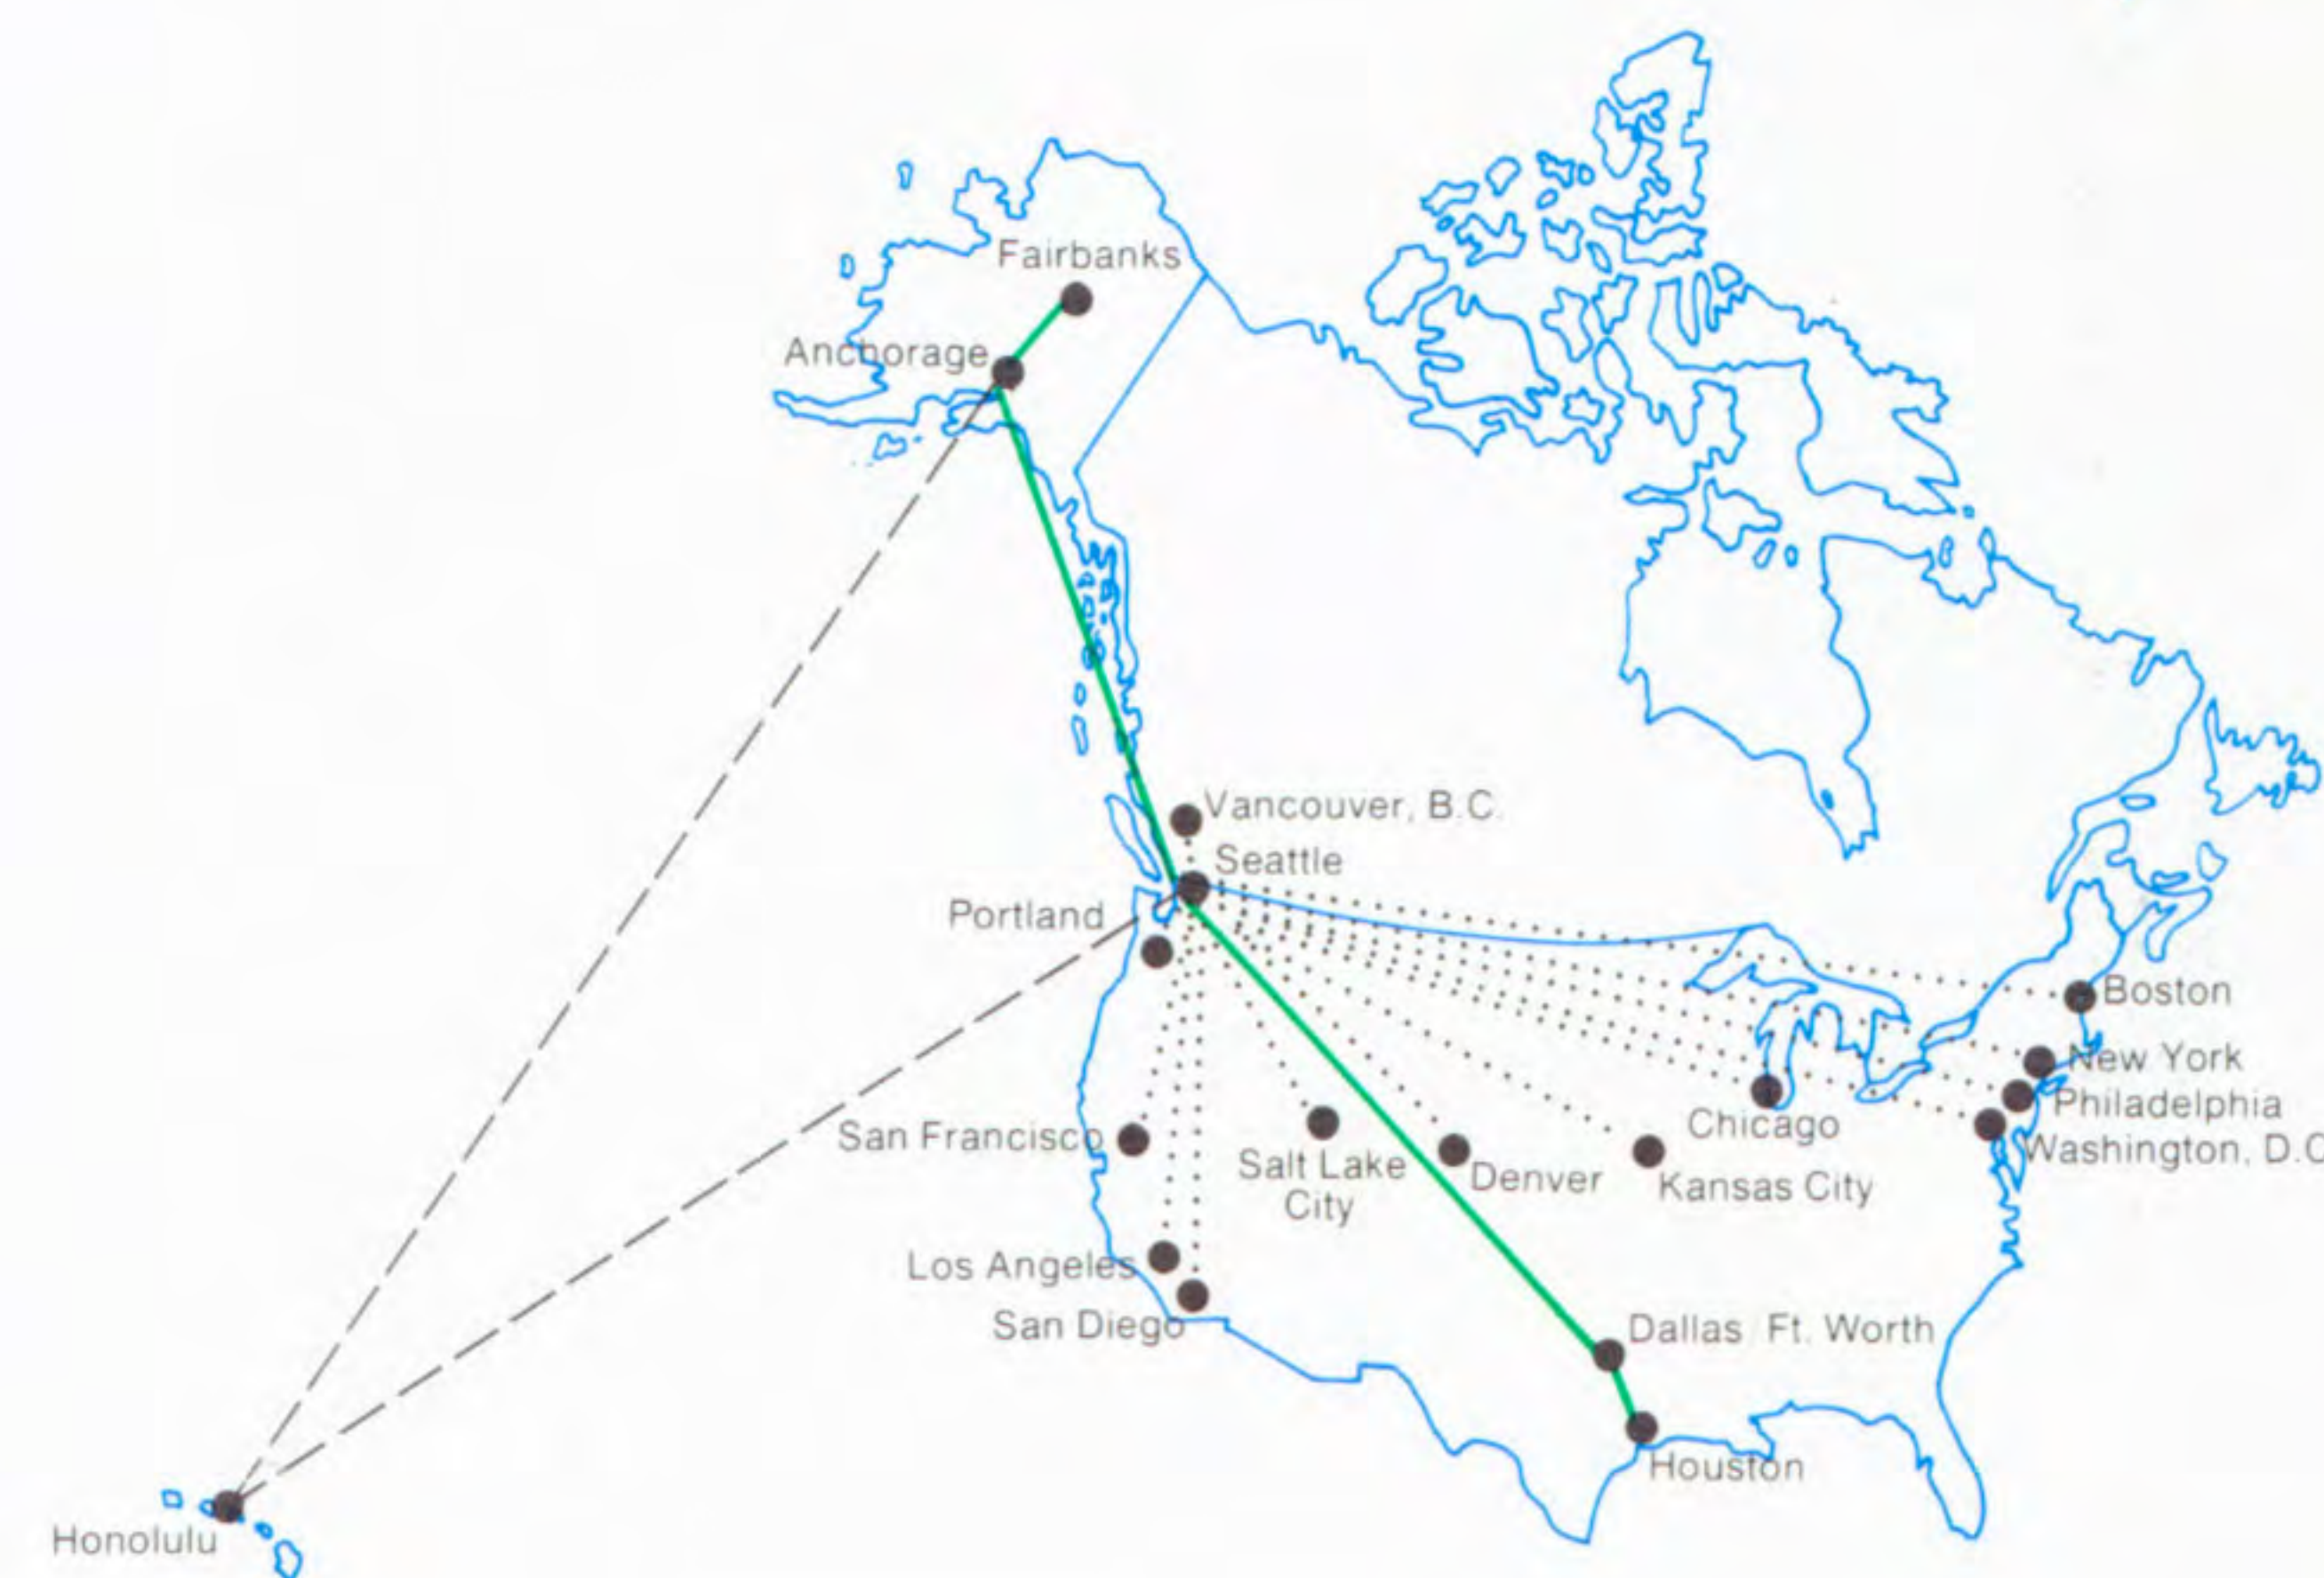 Fairbanks
Anchorage
Vancouver, B.C.
Seattle
Portland
Boston
New York
Philadelphia
Washington, D.C
Chicago
San Francisco
Salt Lake
City
Denver
Kansas City
Los Angeles
San Diego
Dallas Ft. Worth
Houston
Honolulu